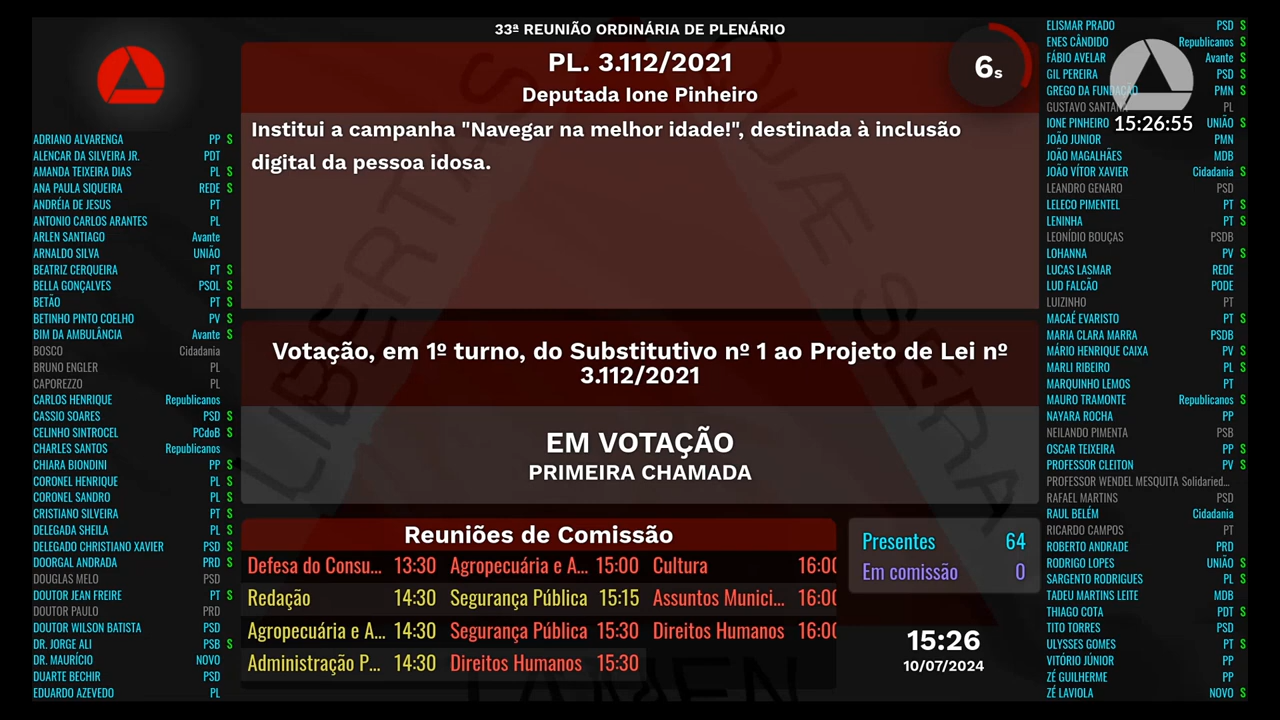 33ª REUNIÃO ORDINÁRIA DE PLENÁRIO
PL. 3.112/2021
Deputada Ione Pinheiro
6s
Institui a campanha "Navegar na melhor idade!", destinada à inclusão
digital da pessoa idosa.
Votação, em 1º turno, do Substitutivo nº 1 ao Projeto de Lei nº
3.112/2021
EM VOTAÇÃO
PRIMEIRA CHAMADA
Reuniões de Comissão
Defesa do Consu... 13:30 Agropecuária e A... 15:00 Cultura 16:00
Redação 14:30 Segurança Pública 15:15 Assuntos Munici... 16:00
Agropecuária e A... 14:30 Segurança Pública 15:30 Direitos Humanos 16:00
Administração P... 14:30 Direitos Humanos 15:30
Presentes 64
Em comissão 0
15:26
10/07/2024
ADRIANO ALVARENGA PP S
ALENCAR DA SILVEIRA JR. PDT
AMANDA TEIXEIRA DIAS PL S
ANA PAULA SIQUEIRA REDE S
ANDRÉIA DE JESUS PT
ANTONIO CARLOS ARANTES PL
ARLEN SANTIAGO Avante
ARNALDO SILVA UNIÃO
BEATRIZ CERQUEIRA PT S
BELLA GONÇALVES PSOL S
BETÃO PT S
BETINHO PINTO COELHO PV S
BIM DA AMBULÂNCIA Avante S
BOSCO Cidadania
BRUNO ENGLER PL
CAPOREZZO PL
CARLOS HENRIQUE Republicanos
CASSIO SOARES PSD S
CELINHO SINTROCEL PCdoB S
CHARLES SANTOS Republicanos
CHIARA BIONDINI PP S
CORONEL HENRIQUE PL S
CORONEL SANDRO PL S
CRISTIANO SILVEIRA PT S
DELEGADA SHEILA PL S
DELEGADO CHRISTIANO XAVIER PSD S
DOORGAL ANDRADA PRD S
DOUGLAS MELO PSD
DOUTOR JEAN FREIRE PT S
DOUTOR PAULO PRD
DOUTOR WILSON BATISTA PSD
DR. JORGE ALI PSB S
DR. MAURÍCIO NOVO
DUARTE BECHIR PSD
EDUARDO AZEVEDO PL
ELISMAR PRADO PSD S
ENES CÂNDIDO Republicanos S
FÁBIO AVELAR Avante S
GIL PEREIRA PSD S
GREGO DA FUNDAÇÃO PMN S
GUSTAVO SANTANA PL
IONE PINHEIRO UNIÃO S
15:26:55
JOÃO JUNIOR PMN
JOÃO MAGALHÃES MDB
JOÃO VÍTOR XAVIER Cidadania S
LEANDRO GENARO PSD
LELECO PIMENTEL PT S
LENINHA PT S
LEONÍDIO BOUÇAS PSDB
LOHANNA PV S
LUCAS LASMAR REDE
LUD FALCÃO PODE
LUIZINHO PT
MACAÉ EVARISTO PT S
MARIA CLARA MARRA PSDB
MÁRIO HENRIQUE CAIXA PV S
MARLI RIBEIRO PL S
MARQUINHO LEMOS PT
MAURO TRAMONTE Republicanos S
NAYARA ROCHA PP
NEILANDO PIMENTA PSB
OSCAR TEIXEIRA PP S
PROFESSOR CLEITON PV S
PROFESSOR WENDEL MESQUITA Solidaried...
RAFAEL MARTINS PSD
RAUL BELÉM Cidadania
RICARDO CAMPOS PT
ROBERTO ANDRADE PRD
RODRIGO LOPES UNIÃO S
SARGENTO RODRIGUES PL S
TADEU MARTINS LEITE MDB
THIAGO COTA PDT S
TITO TORRES PSD
ULYSSES GOMES PT S
VITÓRIO JÚNIOR PP
ZÉ GUILHERME PP
ZÉ LAVIOLA NOVO S